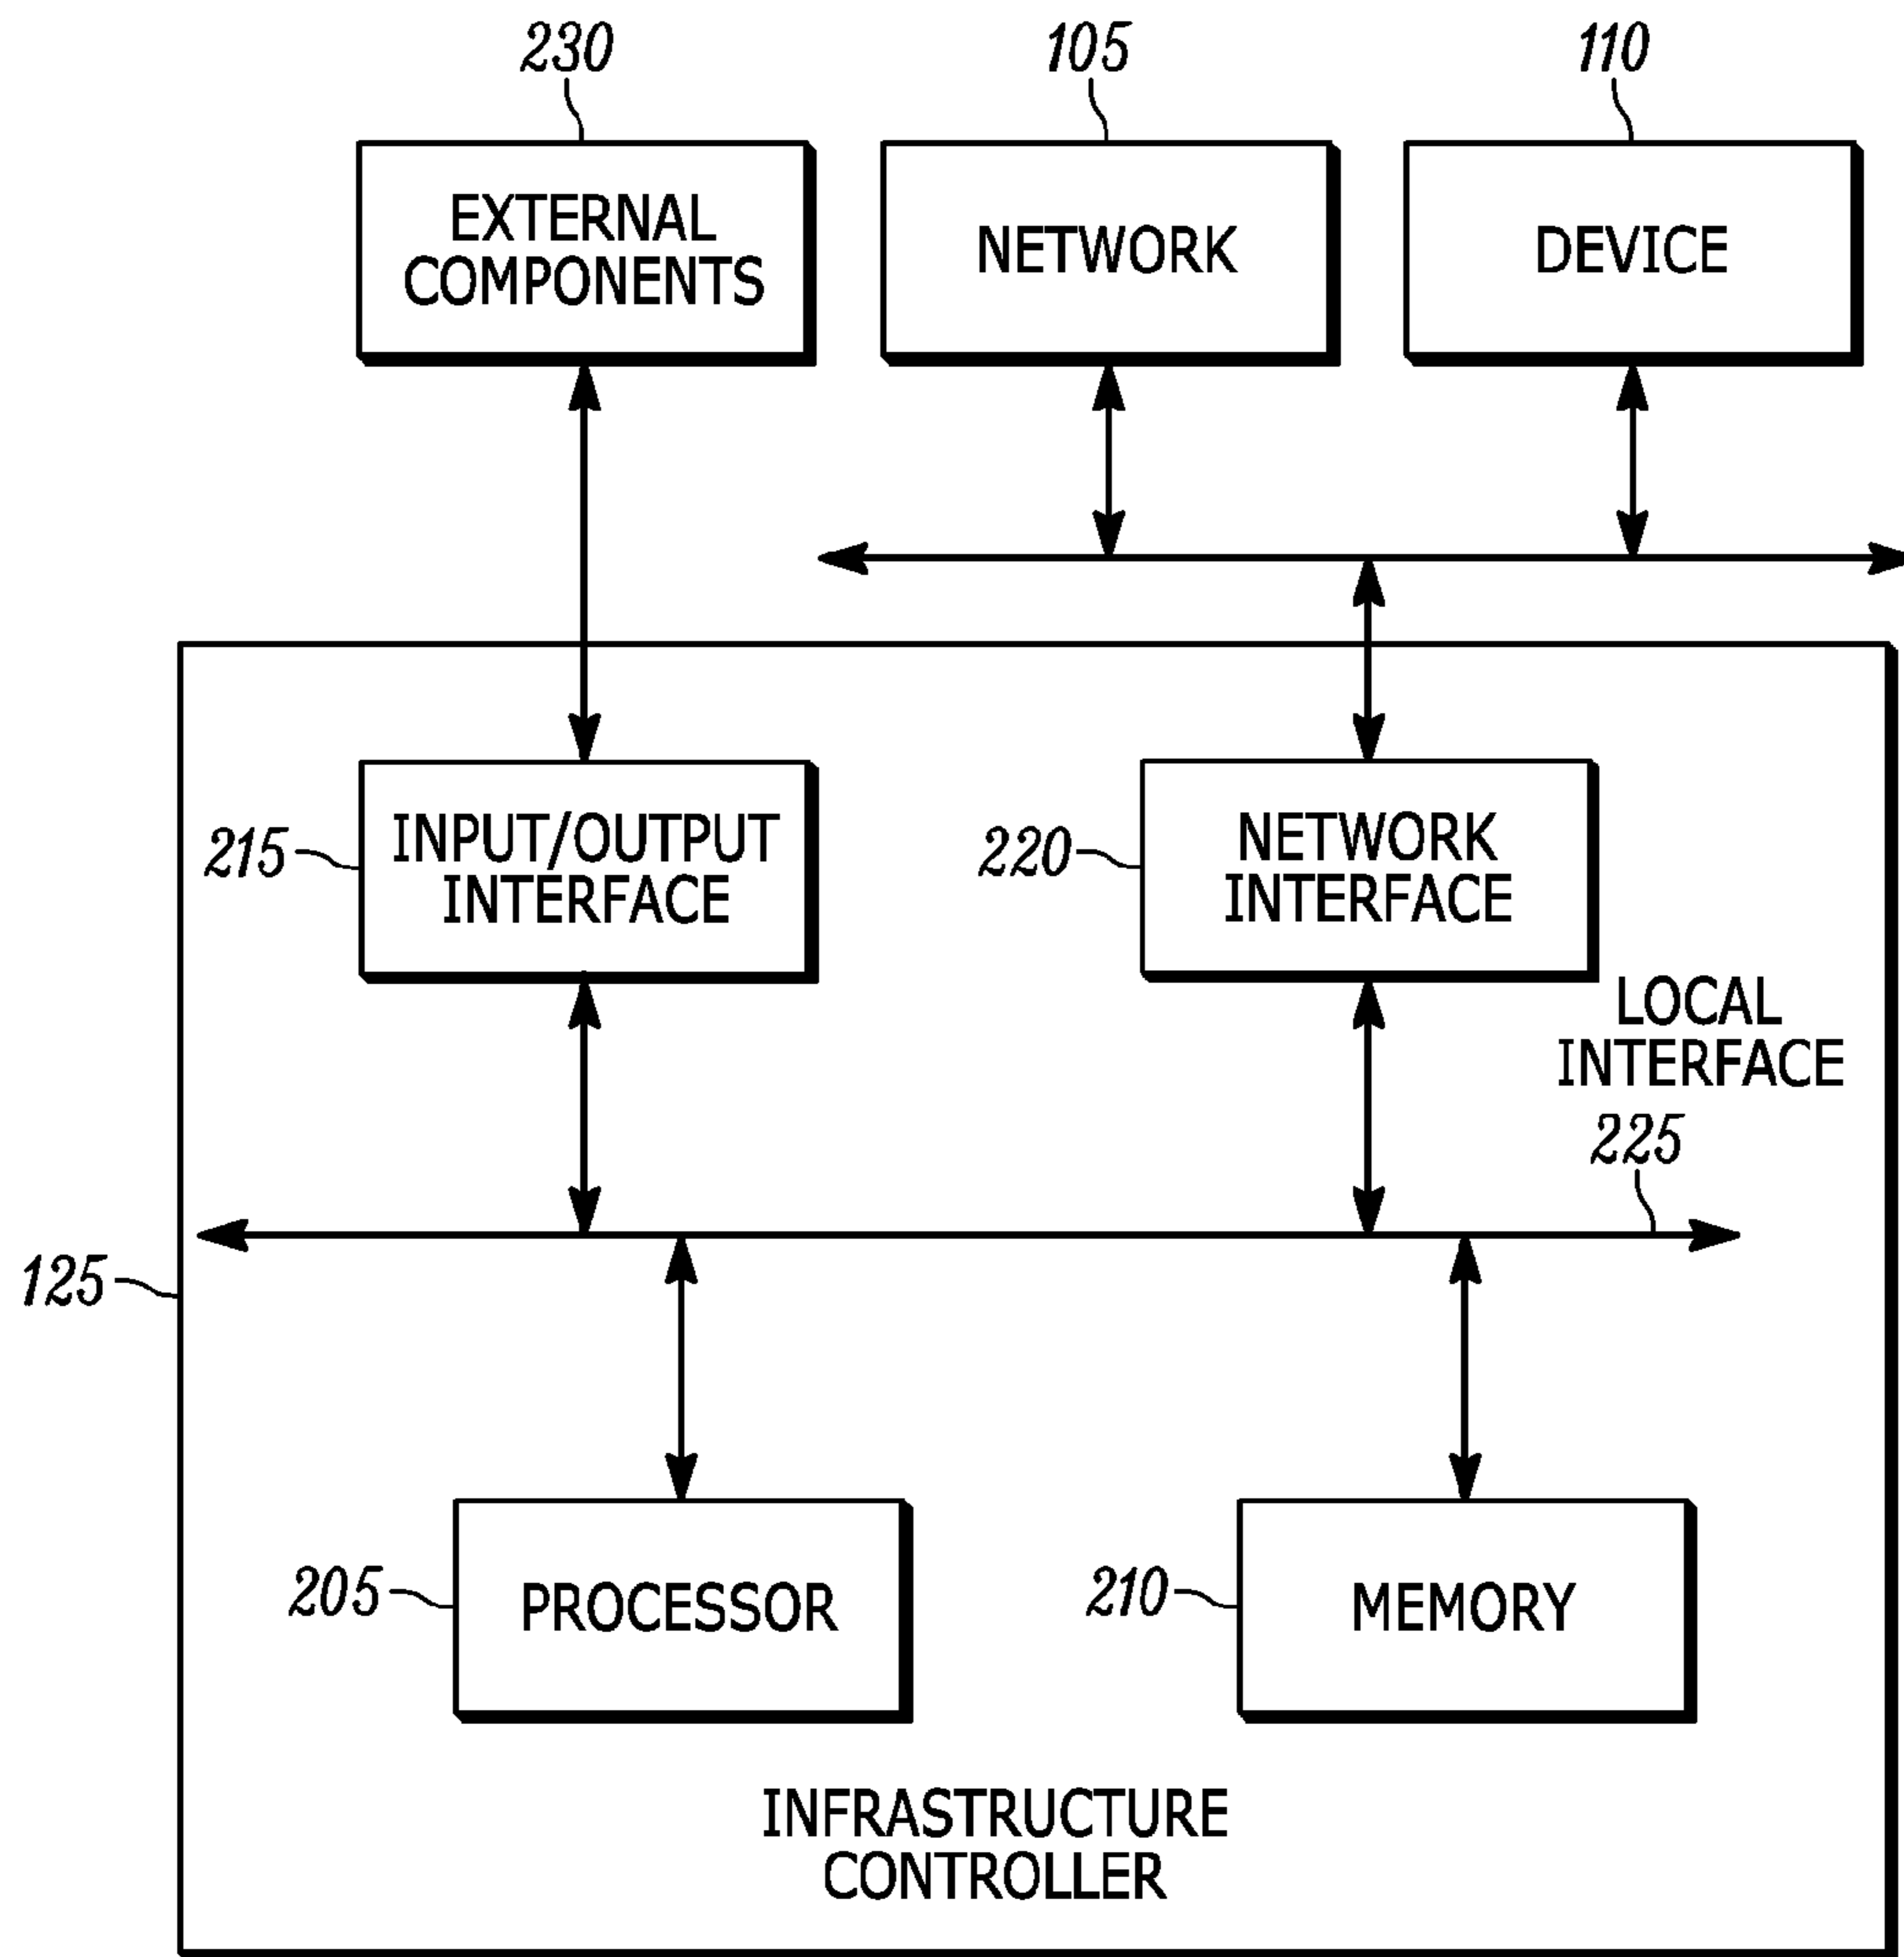 230
105
110
EXTERNAL
COMPONENTS
NETWORK
DEVICE
215
INPUT/OUTPUT
INTERFACE
220
NETWORK
INTERFACE
LOCAL
INTERFACE
225
125
205
PROCESSOR
210
MEMORY
INFRASTRUCTURE
CONTROLLER